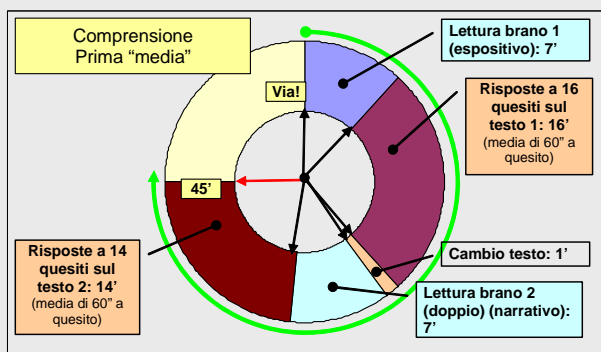 Comprensione
Prima “media”
Via!
Lettura brano 1
(espositivo): 7’
Risposte a 16
quesiti sul
testo 1: 16’
(media di 60” a
quesito)
Cambio testo: 1’
Lettura brano 2
(doppio) (narrativo):
7’
Risposte a 14
quesiti sul
testo 2: 14’
(media di 60” a
quesito)
45’